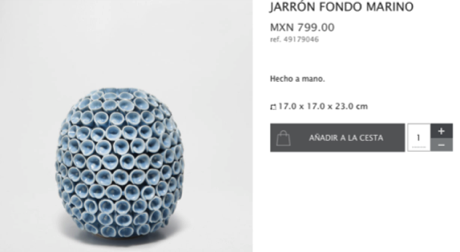 JARRÓN FONDO MARINO
MXN 799.00
ref. 49179046
Hecho a mano.
17.0 x 17.0 x 23.0 cm
AÑADIR A LA CESTA
1
+
–